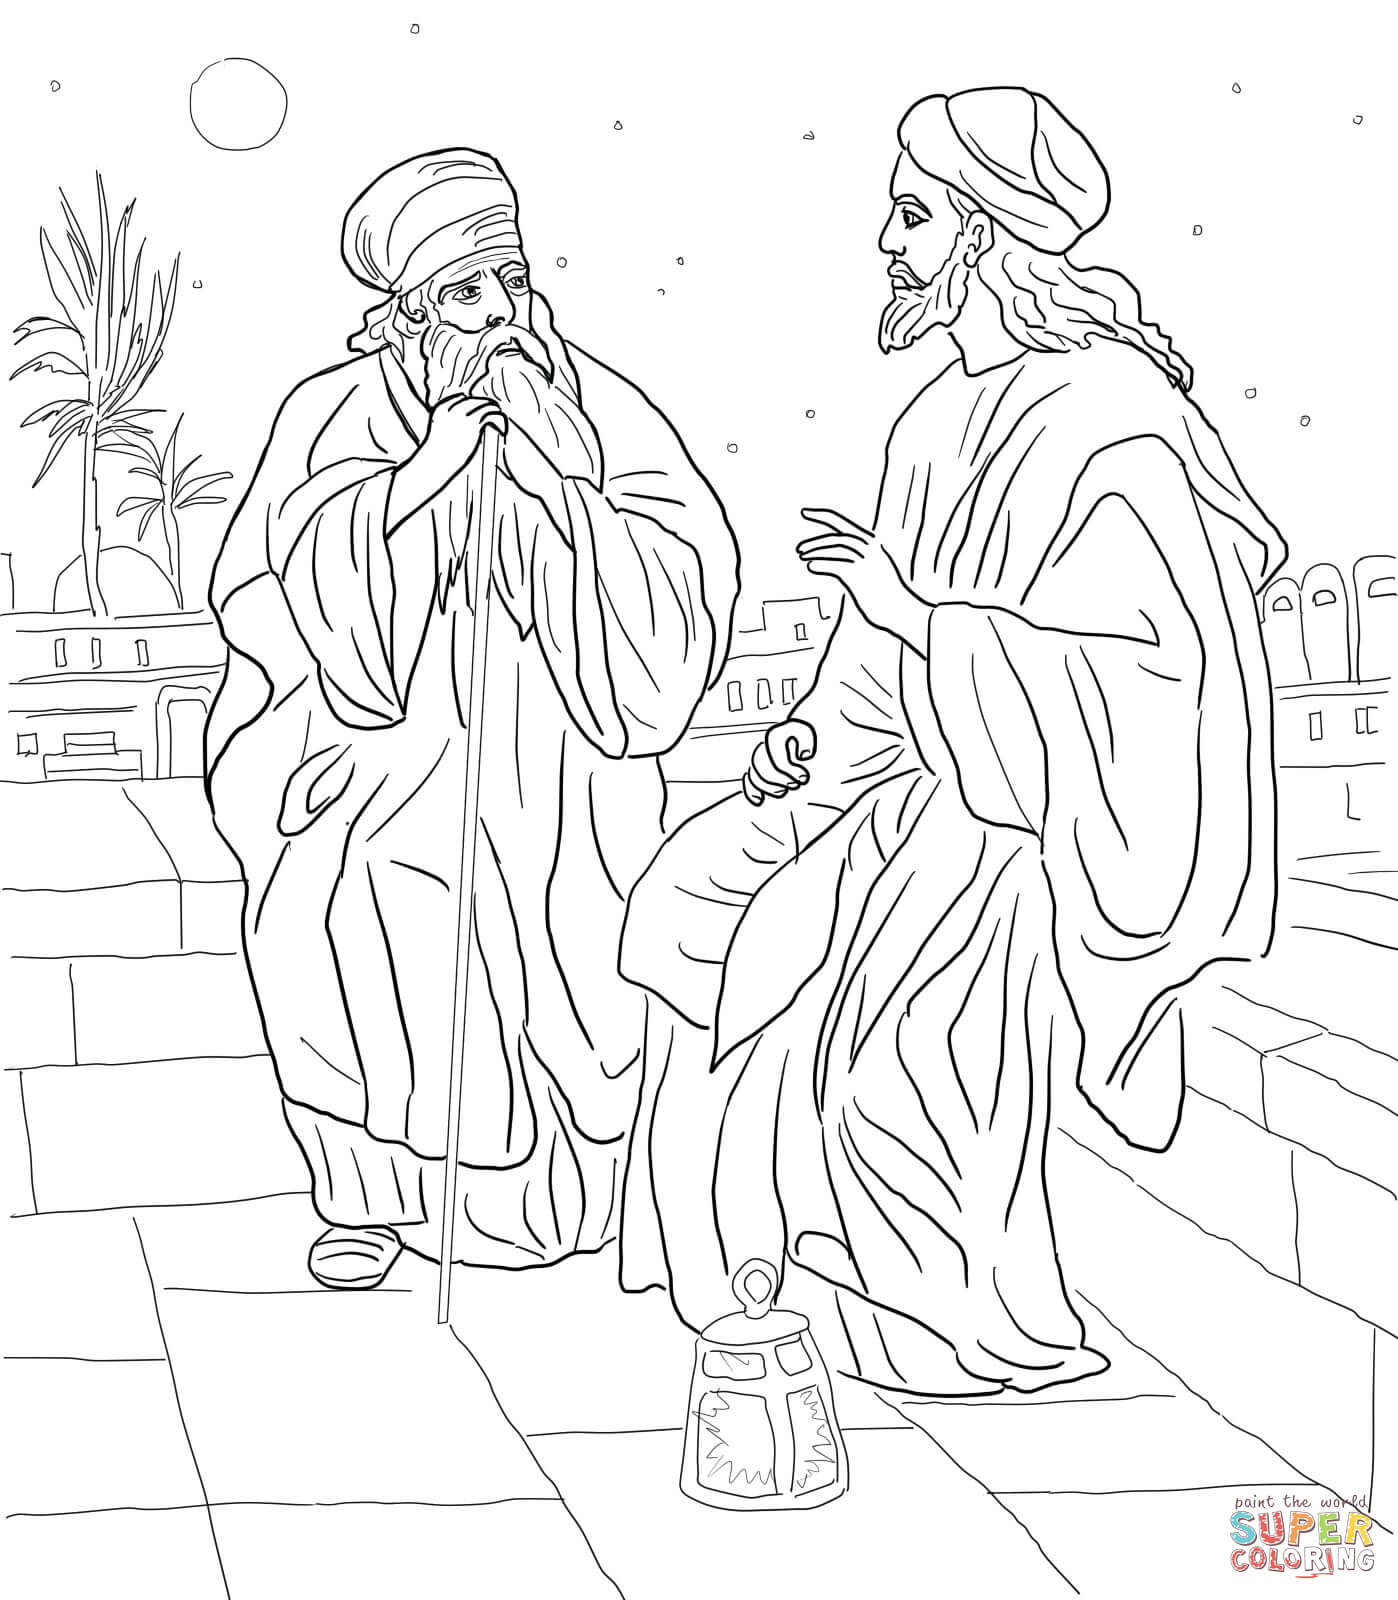 paint the world
SUPER
COLORING